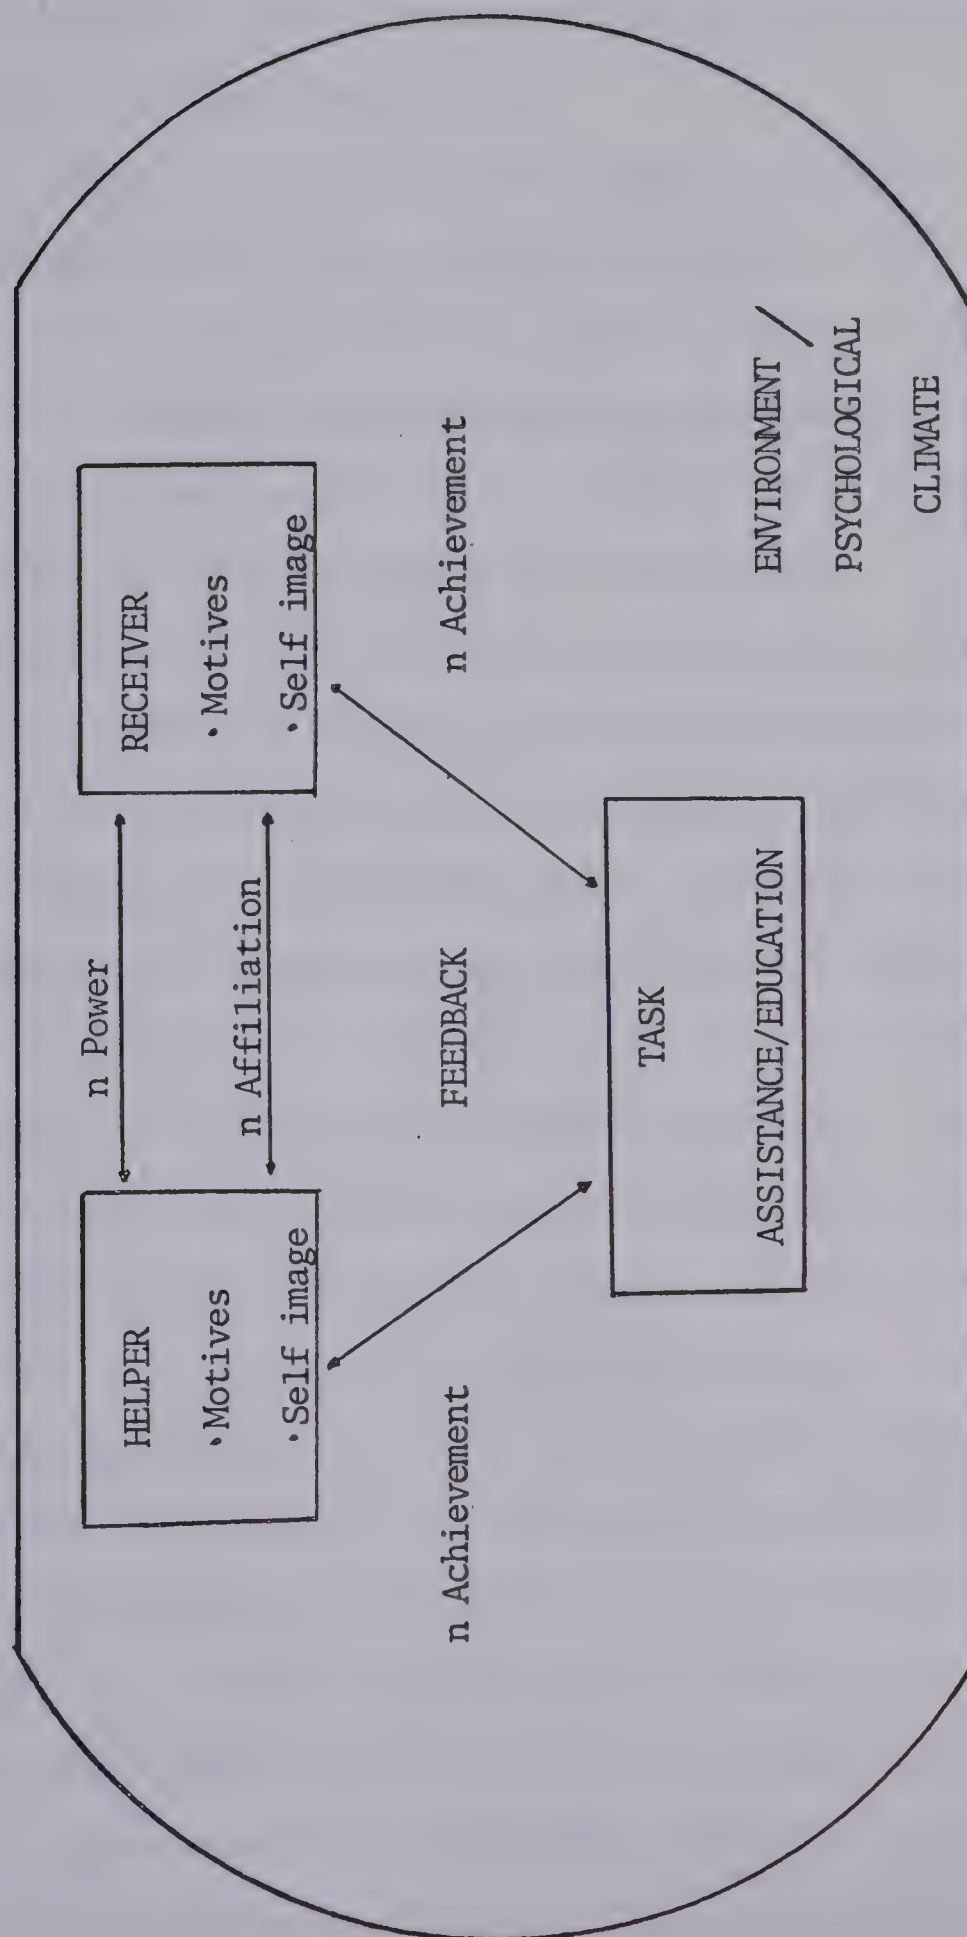 n Power
HELPER
•Motives
•Self image
RECEIVER
•Motives
•Self image
n Affiliation
n Achievement
FEEDBACK
n Achievement
TASK
ASSISTANCE/EDUCATION
ENVIRONMENT /
PSYCHOLOGICAL
CLIMATE